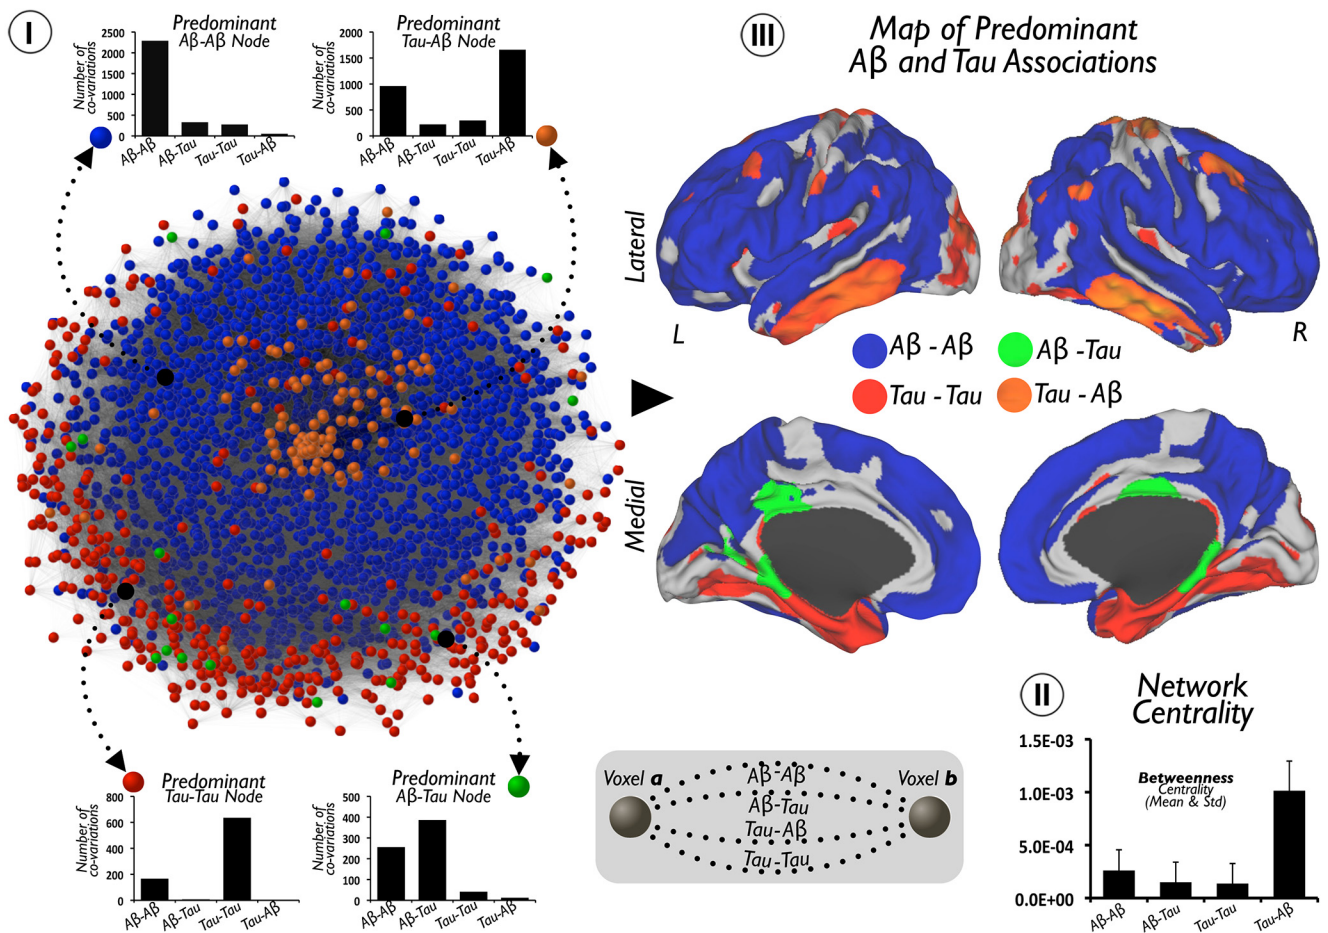 I
Predominant
Aβ-Aβ Node
Number of
co-variations
2500
2000
1500
1000
500
0
Aβ-Aβ
Aβ-Tau
Tau-Tau
Tau-Aβ
Predominant
Tau-Aβ Node
Number of
co-variations
2000
1500
1000
500
0
Aβ-Aβ
Aβ-Tau
Tau-Tau
Tau-Aβ
Predominant
Tau-Tau Node
Number of
co-variations
800
600
400
200
0
Aβ-Aβ
Aβ-Tau
Tau-Tau
Tau-Aβ
Predominant
Aβ-Tau Node
Number of
co-variations
500
400
300
200
100
0
Aβ-Aβ
Aβ-Tau
Tau-Tau
Tau-Aβ
III
Map of Predominant
Aβ and Tau Associations
Lateral
L
R
Aβ - Aβ
Aβ -Tau
Tau - Tau
Tau - Aβ
Medial
Voxel a
Voxel b
Aβ-Aβ
Aβ-Tau
Tau-Aβ
Tau-Tau
II
Network
Centrality
1.5E-03
1.0E-03
5.0E-04
0.0E+00
Betweenness
Centrality
(Mean & Std)
Aβ-Aβ
Aβ-Tau
Tau-Tau
Tau-Aβ